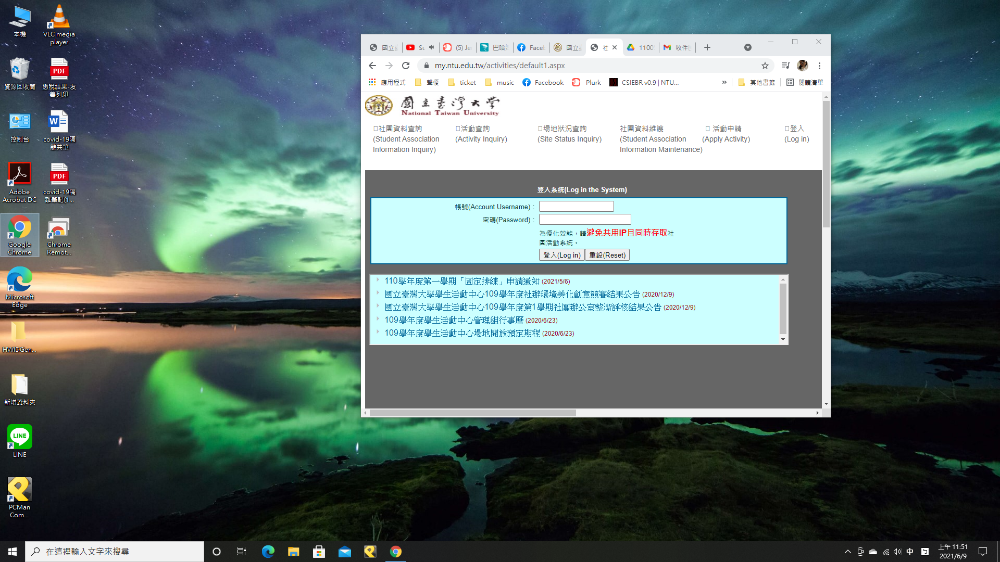 本機
VLC media
player
資源回收筒
繳稅結果-友
善列印
控制台
covid-19隔
離共筆
Adobe
Acrobat DC
covid-19隔
離筆記(1...
Google
Chrome
Chrome
Remot...
Microsoft
Edge
HWIDGen...
新增資料夾
LINE
PCMan
Com...
國立臺
Su
(5) Je
巴哈姆
Faceb
國立臺
社
1100
收件匣
my.ntu.edu.tw/activities/default1.aspx
應用程式
聲優
ticket
music
Facebook
Plurk
CSIEBR v0.9 | NTU...
»
其他書籤
閱讀清單
國立臺灣大學
National Taiwan University
社團資料查詢
(Student Association
Information Inquiry)
活動查詢
(Activity Inquiry)
場地狀況查詢
(Site Status Inquiry)
社團資料維護
(Student Association
Information Maintenance)
活動申請
(Apply Activity)
登入
(Log in)
登入系統(Log in the System)
帳號(Account Username) :
密碼(Password) :
為優化效能，請避免共用IP且同時存取社
團活動系統。
登入(Log in) 重設(Reset)
110學年度第一學期「固定排練」申請通知 (2021/5/6)
國立臺灣大學學生活動中心109學年度社辦環境美化創意競賽結果公告 (2020/12/9)
國立臺灣大學學生活動中心109學年度第1學期社團辦公室整潔評核結果公告 (2020/12/9)
109學年度學生活動中心管理組行事曆 (2020/6/23)
109學年度學生活動中心場地開放預定期程 (2020/6/23)
在這裡輸入文字來搜尋
中
ㄅ
上午 11:51
2021/6/9